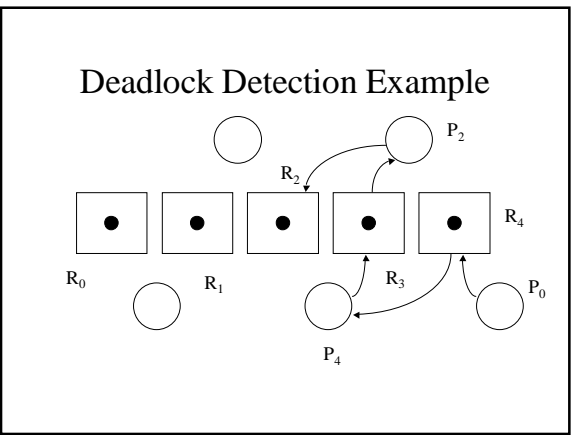 Deadlock Detection Example
P₂
R₂
R₄
R₀
R₁
R₃
P₀
P₄